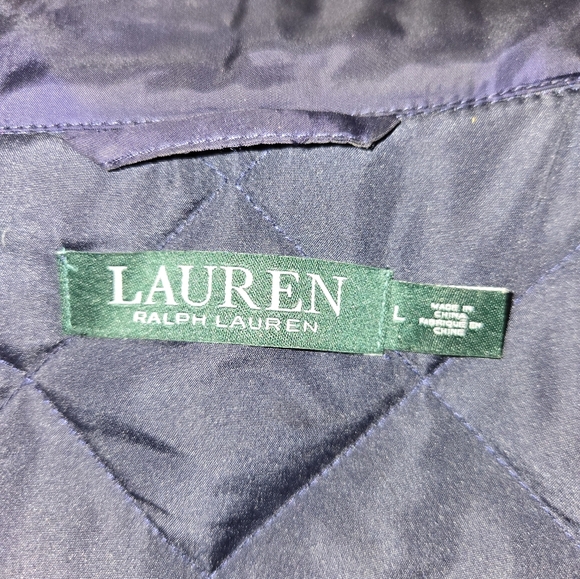 LAUREN
RALPH LAUREN
L
MADE IN
CHINA
FABRIQUE EN
CHINE